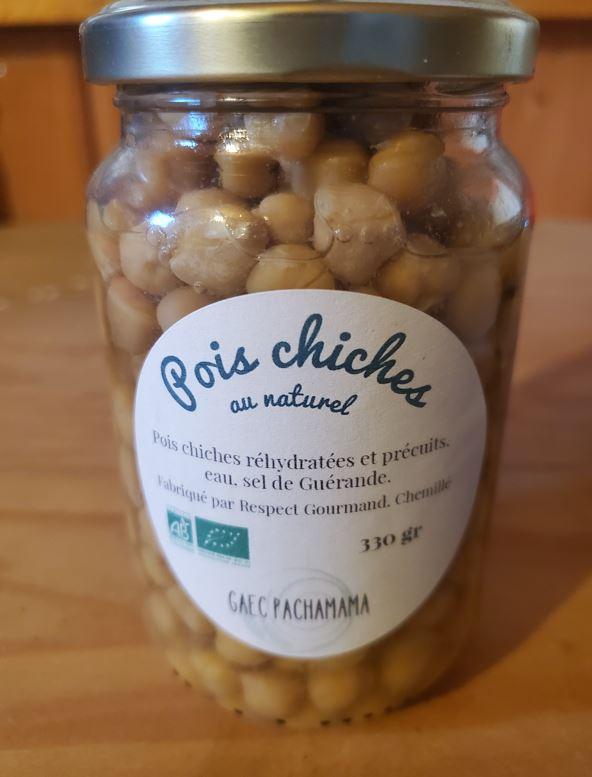 Pois chiches
au naturel
Pois chiches réhydratées et précuits.
eau. sel de Guérande.
Fabriqué par Respect Gourmand. Chemillé
AB
330 gr
GAEC PACHAMAMA